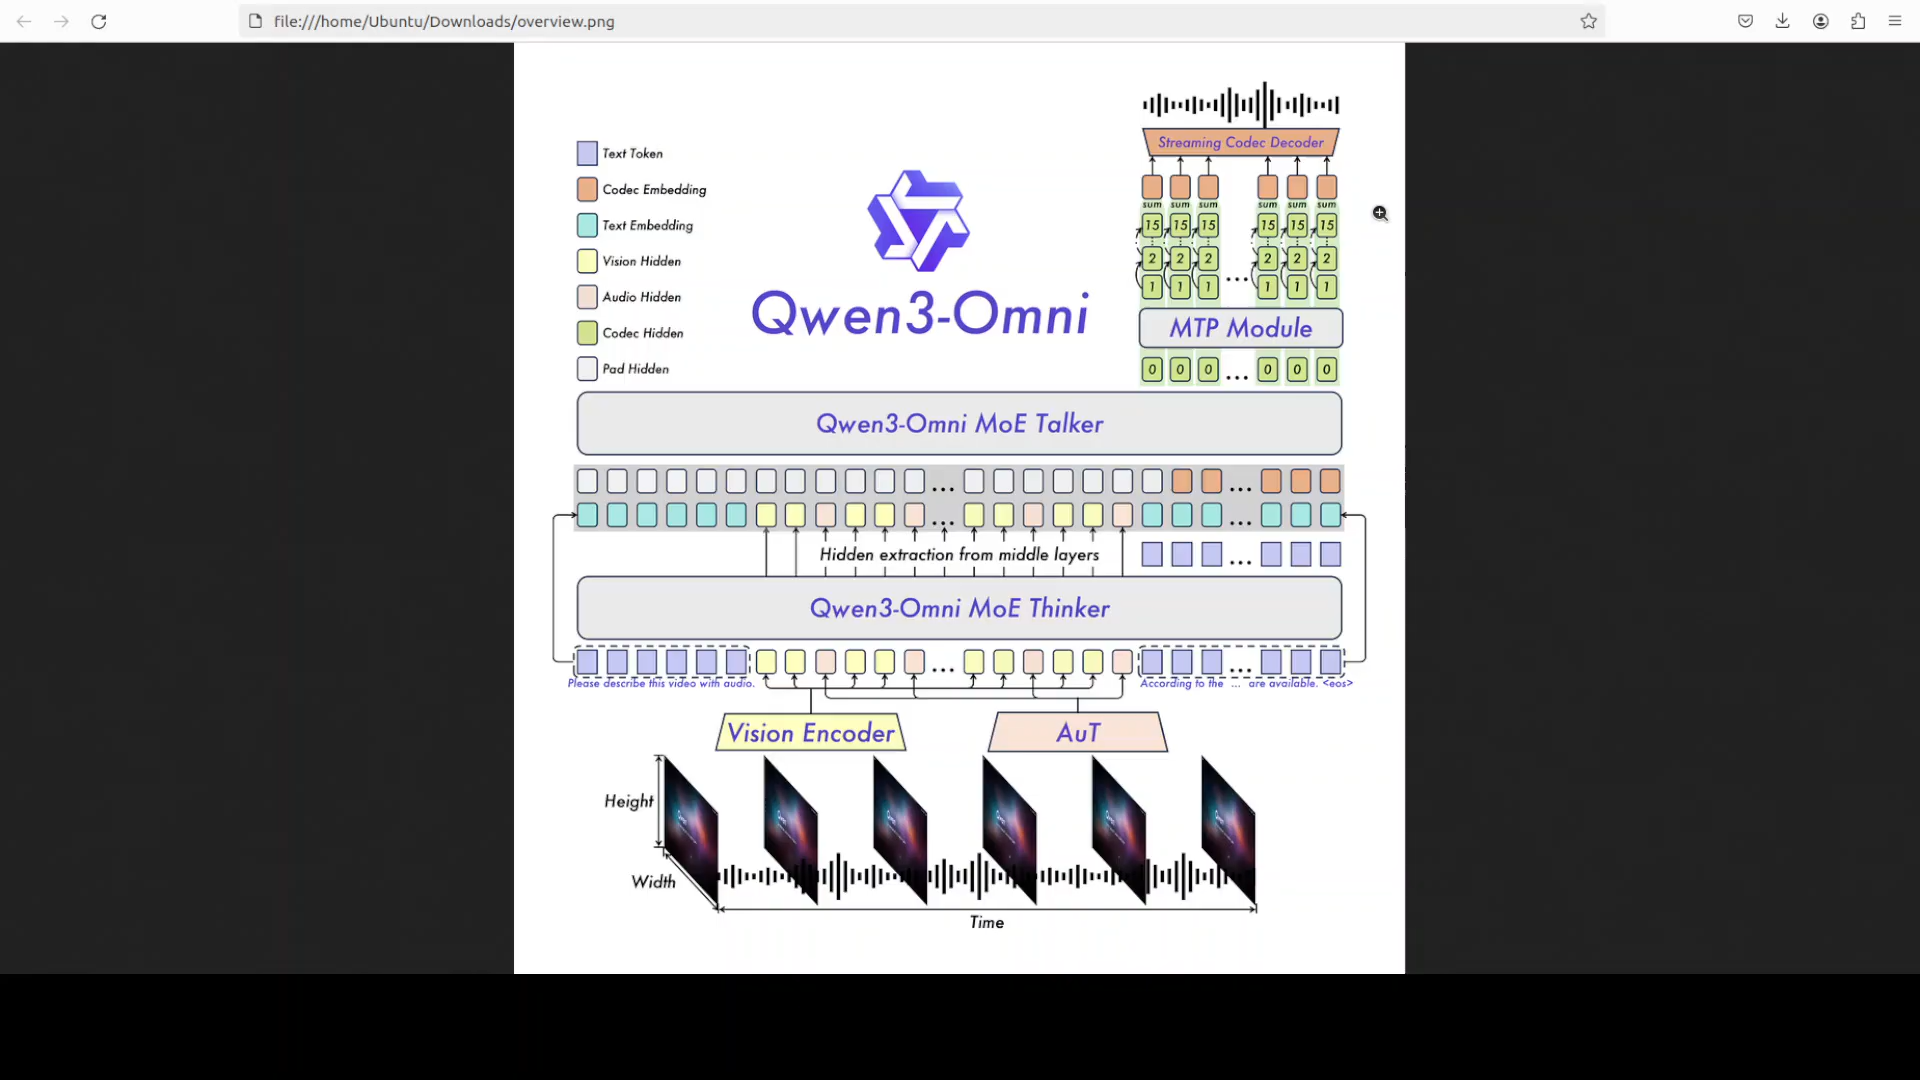 file:///home/Ubuntu/Downloads/overview.png
Streaming Codec Decoder
Text Token
Codec Embedding
Text Embedding
Vision Hidden
Audio Hidden
Codec Hidden
Pad Hidden
Qwen3-Omni
sum sum sum sum sum sum
15 15 15 15 15 15
2 2 2 2 2 2
1 1 1 ... 1 1 1
MTP Module
0 0 0 ... 0 0 0
Qwen3-Omni MoE Talker
... ...
... ...
Hidden extraction from middle layers
...
Qwen3-Omni MoE Thinker
... ...
Please describe this video with audio.
According to the ... are available. <eos>
Vision Encoder
AuT
Height
Width
Time